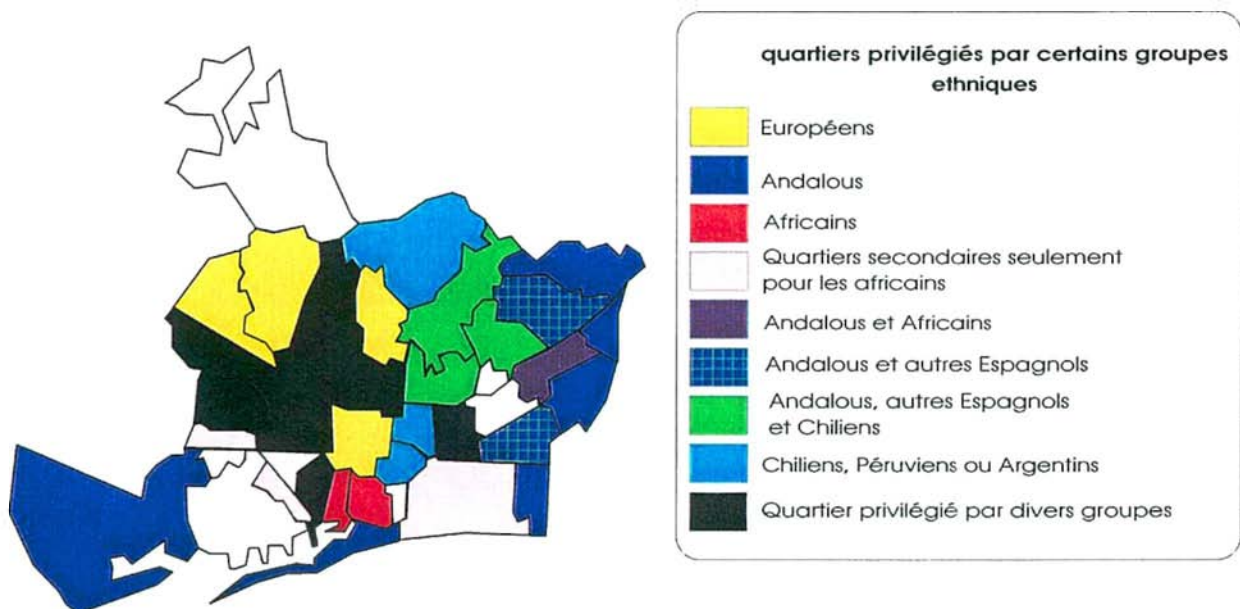 quartiers privilégiés par certains groupes
ethniques
Européens
Andalous
Africains
Quartiers secondaires seulement
pour les africains
Andalous et Africains
Andalous et autres Espagnols
Andalous, autres Espagnols
et Chiliens
Chiliens, Péruviens ou Argentins
Quartier privilégié par divers groupes